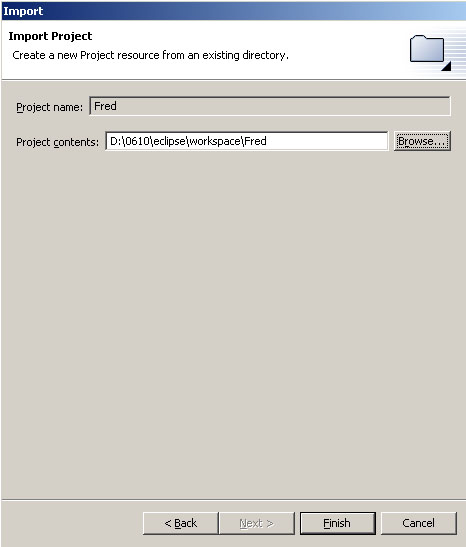 Import
Import Project
Create a new Project resource from an existing directory.
Project name: Fred
Project contents: D:\0610\eclipse\workspace\Fred Browse...
< Back Next > Finish Cancel